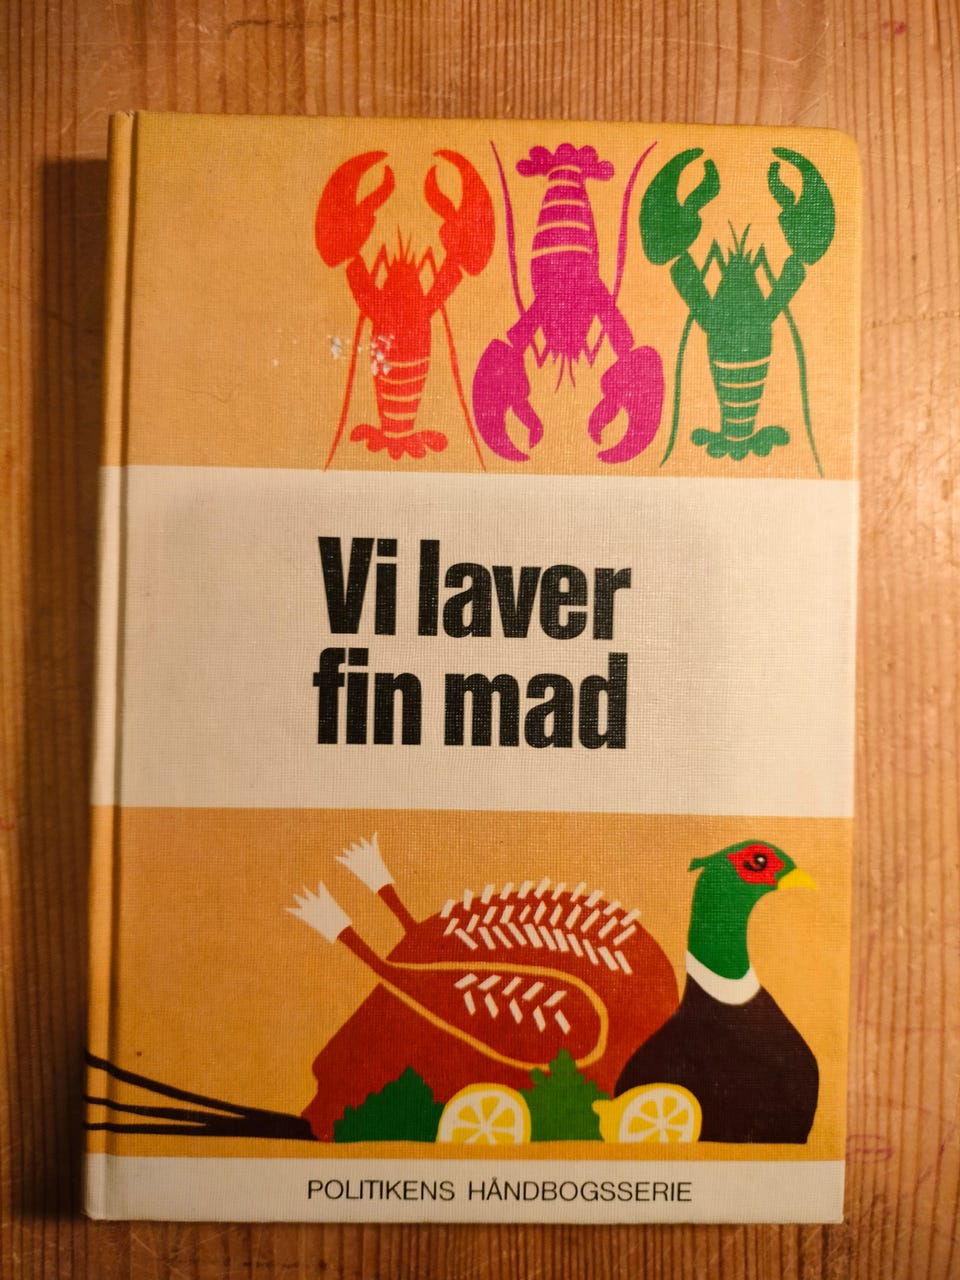 Vi laver
fin mad
POLITIKENS HÅNDBOGSSERIE